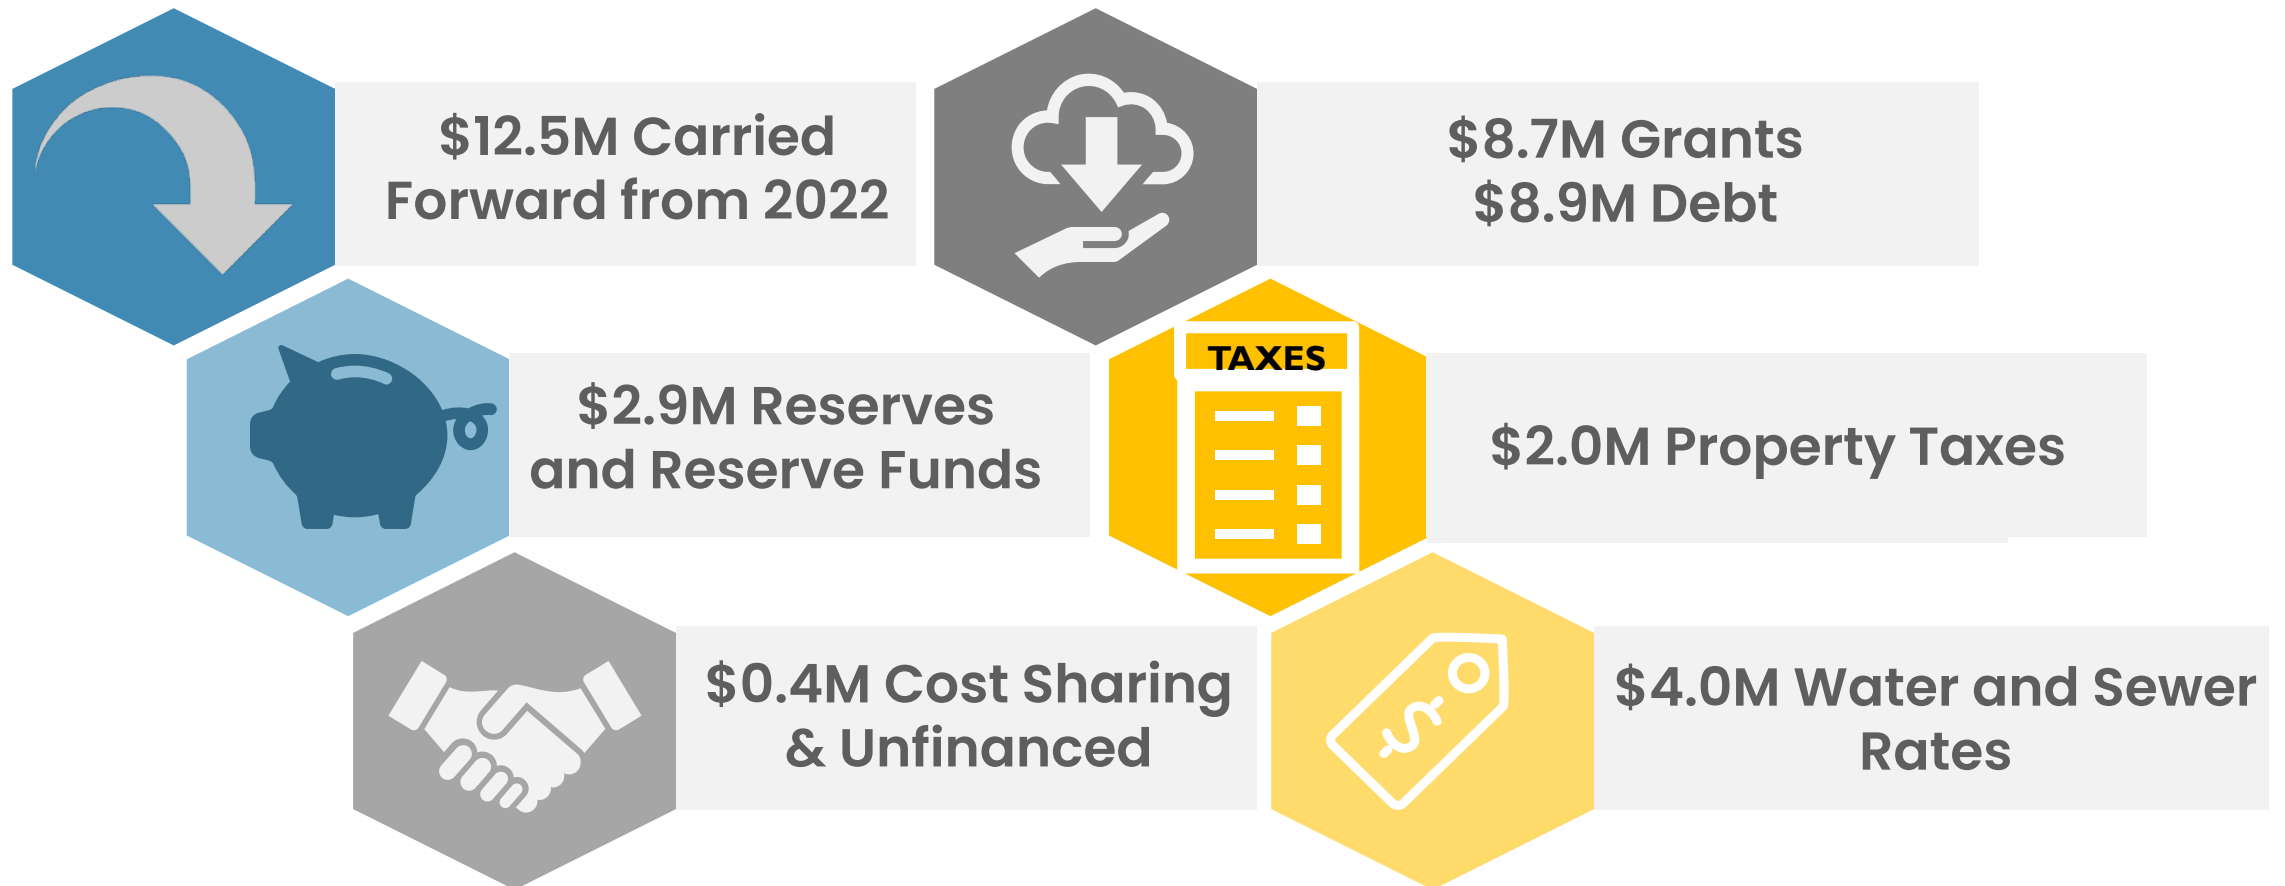 $12.5M Carried
Forward from 2022
$8.7M Grants
$8.9M Debt
$2.9M Reserves
and Reserve Funds
TAXES
$2.0M Property Taxes
$0.4M Cost Sharing
& Unfinanced
$4.0M Water and Sewer
Rates